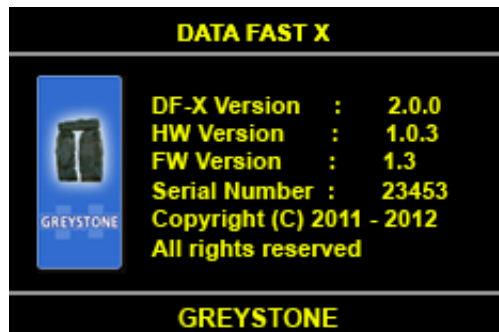 DATA FAST X
DF-X Version : 2.0.0
HW Version : 1.0.3
FW Version : 1.3
Serial Number : 23453
Copyright (C) 2011 - 2012
All rights reserved
GREYSTONE
GREYSTONE